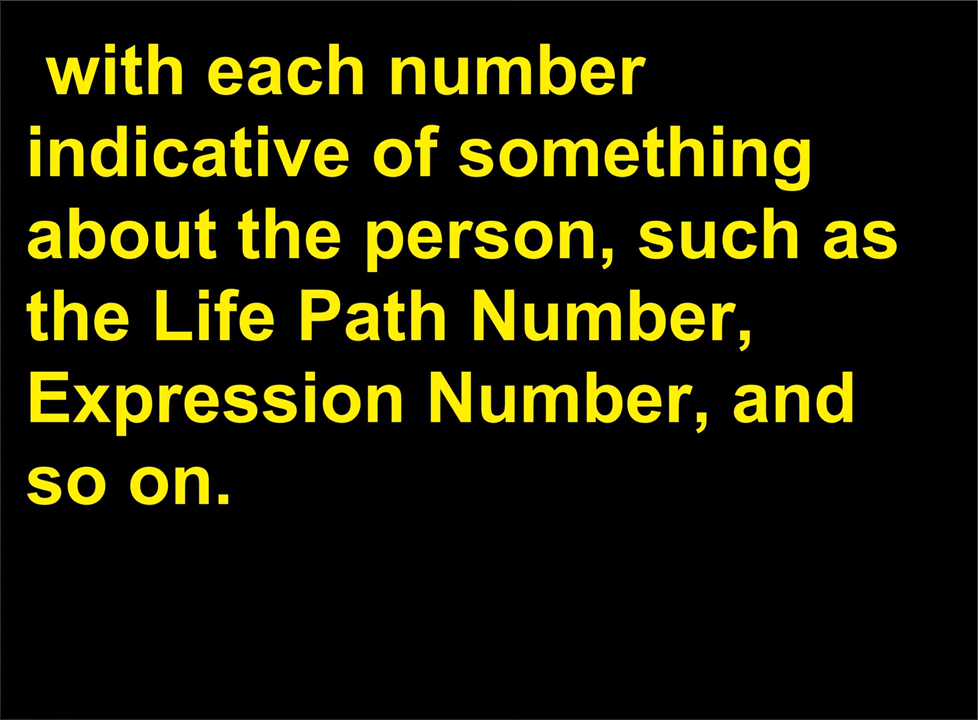 with each number
indicative of something
about the person, such as
the Life Path Number,
Expression Number, and
so on.